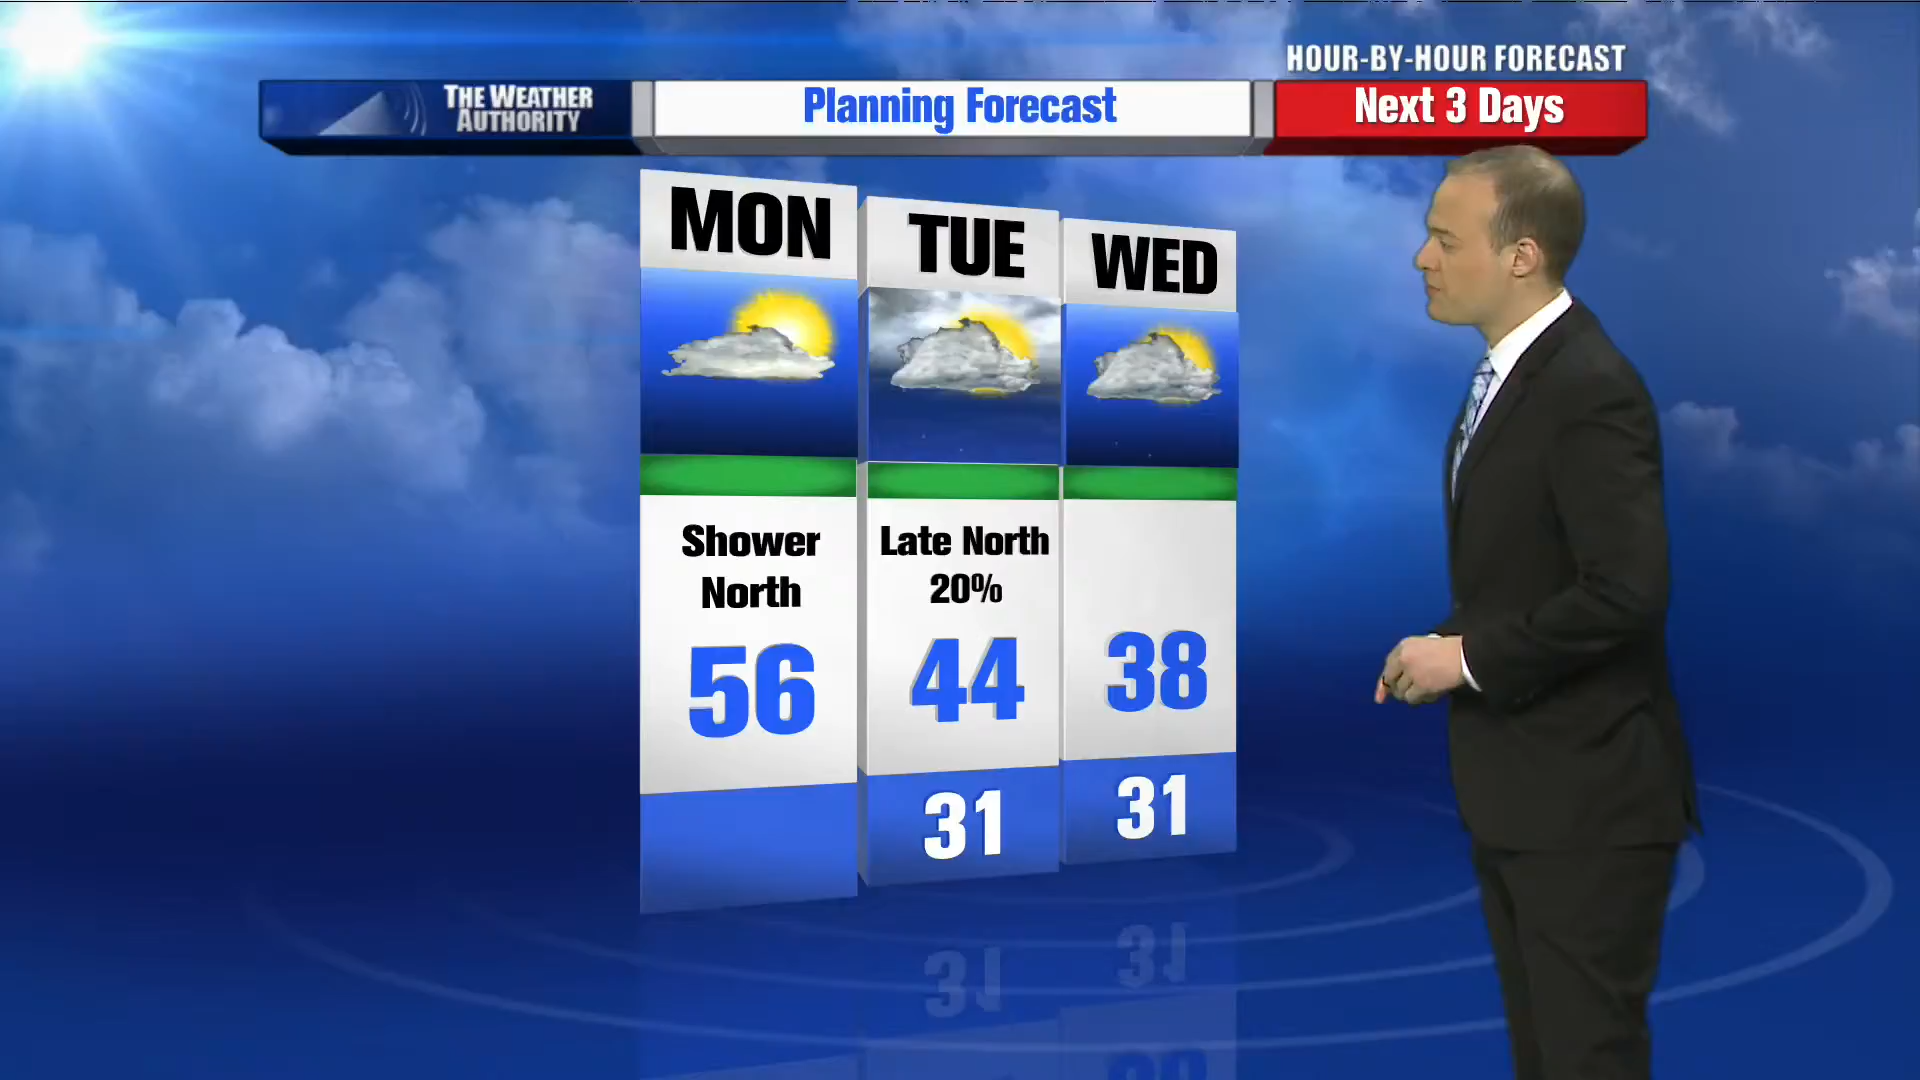 HOUR-BY-HOUR FORECAST
THE WEATHER
AUTHORITY
Planning Forecast
Next 3 Days
MON
TUE
WED
Shower
North
Late North
20%
56
44
38
31
31